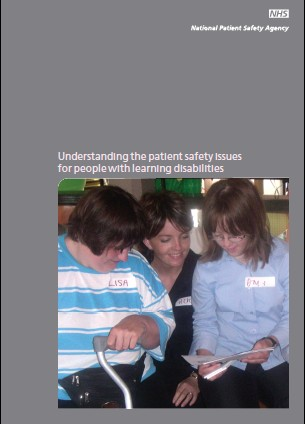 NHS
National Patient Safety Agency
Understanding the patient safety issues
for people with learning disabilities
LISA